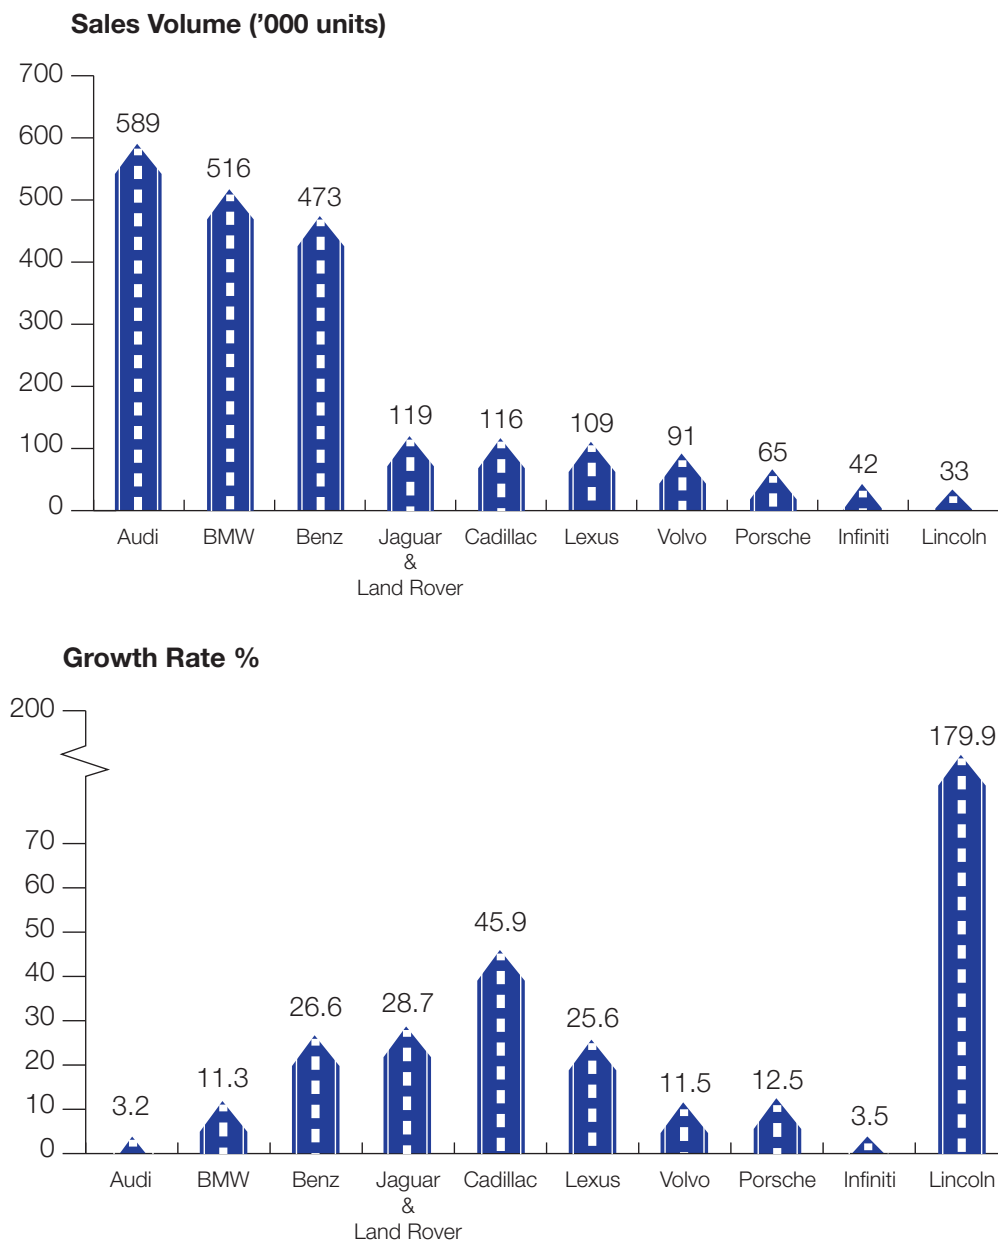 Sales Volume (’000 units)
700
600
500
400
300
200
100
0
589
516
473
119
116
109
91
65
42
33
Audi
BMW
Benz
Jaguar
&
Land Rover
Cadillac
Lexus
Volvo
Porsche
Infiniti
Lincoln
Growth Rate %
200
70
60
50
40
30
20
10
0
3.2
11.3
26.6
28.7
45.9
25.6
11.5
12.5
3.5
179.9
Audi
BMW
Benz
Jaguar
&
Land Rover
Cadillac
Lexus
Volvo
Porsche
Infiniti
Lincoln